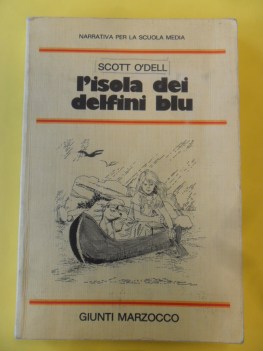 NARRATIVA PER LA SCUOLA MEDIA
SCOTT O'DELL
l'isola dei
delfini blu
GIUNTI MARZOCCO